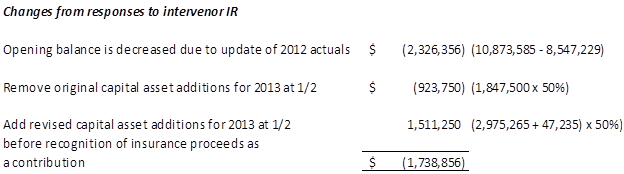 Changes from responses to intervenor IR
Opening balance is decreased due to update of 2012 actuals $ (2,326,356) (10,873,585 - 8,547,229)
Remove original capital asset additions for 2013 at 1/2 $ (923,750) (1,847,500 x 50%)
Add revised capital asset additions for 2013 at 1/2 1,511,250 (2,975,265 + 47,235) x 50%)
before recognition of insurance proceeds as
a contribution $ (1,738,856)